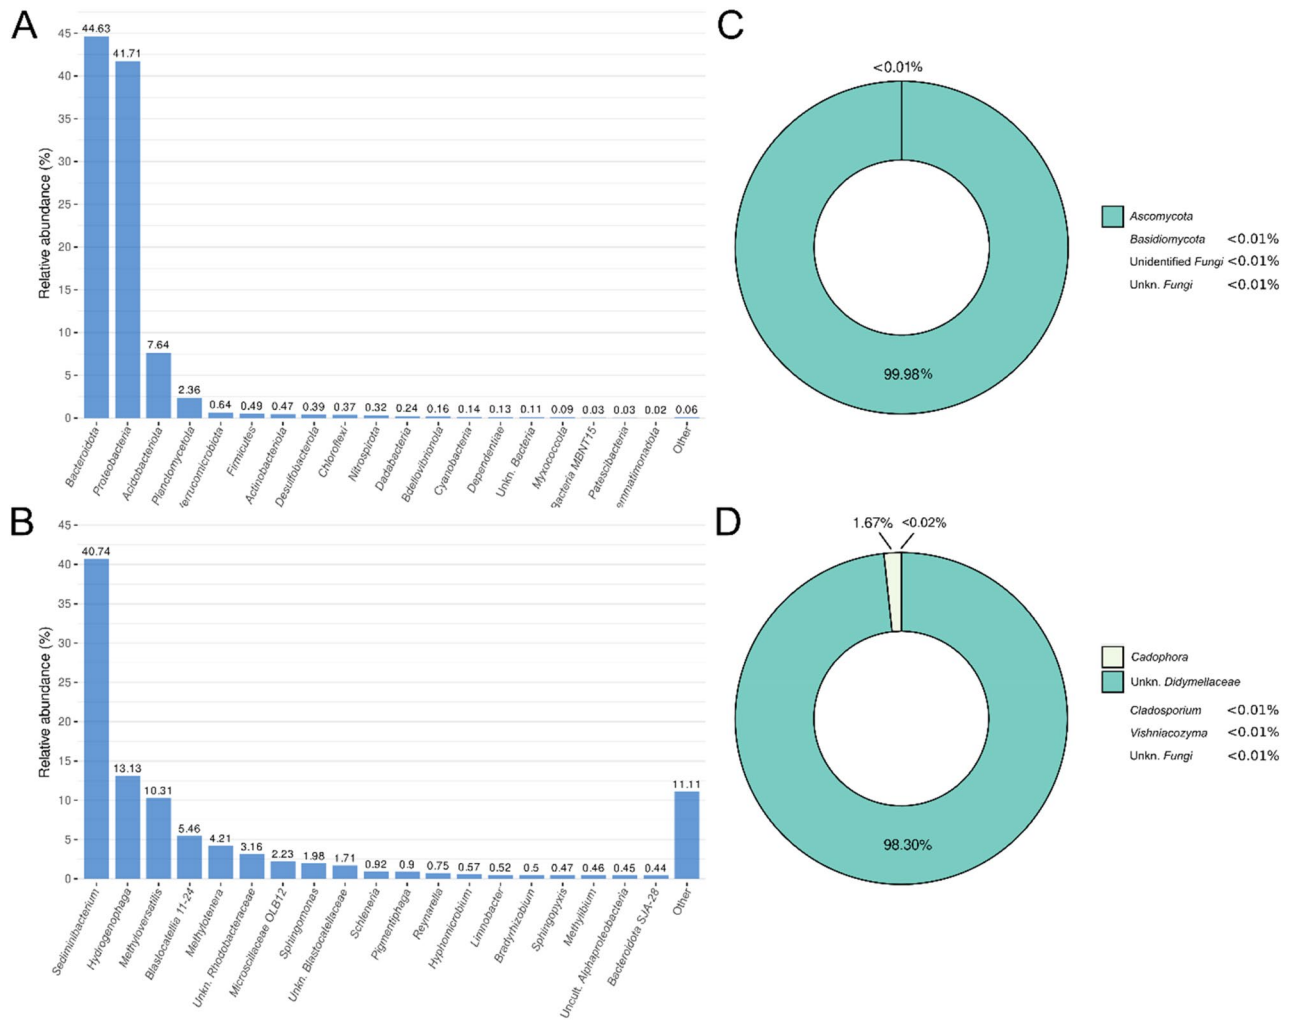 A
Relative abundance (%)
45
40
35
30
25
20
15
10
5
0
44.63
41.71
7.64
2.36
0.64
0.49
0.47
0.39
0.37
0.32
0.24
0.16
0.14
0.13
0.11
0.09
0.03
0.03
0.02
0.06
Bacteroidota
Proteobacteria
Acidobacteriota
Planctomycetota
errucomicrobiota
Firmicutes
Actinobacteriota
Desulfobacterota
Chloroflexi
Nitrospirota
Dadabacteria
Bdellovibrionota
Cyanobacteria
Dependentiae
Unkn. Bacteria
Myxococcota
Bacteria MBNT15
Patescibacteria
emmatimonadota
Other
B
Relative abundance (%)
45
40
35
30
25
20
15
10
5
0
40.74
13.13
10.31
5.46
4.21
3.16
2.23
1.98
1.71
0.92
0.9
0.75
0.57
0.52
0.5
0.47
0.46
0.45
0.44
11.11
Sediminibacterium
Hydrogenophaga
Methyloversatilis
Blastocatellia 11-24
Methylotenera
Unkn. Rhodobacteraceae
Microscillaceae OLB12
Sphingomonas
Unkn. Blastocatellaceae
Schleneria
Pigmentiphaga
Reyranella
Hyphomicrobium
Limnobacter
Bradyrhizobium
Sphingopyxis
Methylibium
Uncult. Alphaproteobacteria
Bacteroidota SJA-28
Other
C
<0.01%
99.98%
Ascomycota
Basidiomycota <0.01%
Unidentified Fungi <0.01%
Unkn. Fungi <0.01%
D
1.67% <0.02%
98.30%
Cadophora
Unkn. Didymellaceae
Cladosporium <0.01%
Vishniacozyma <0.01%
Unkn. Fungi <0.01%